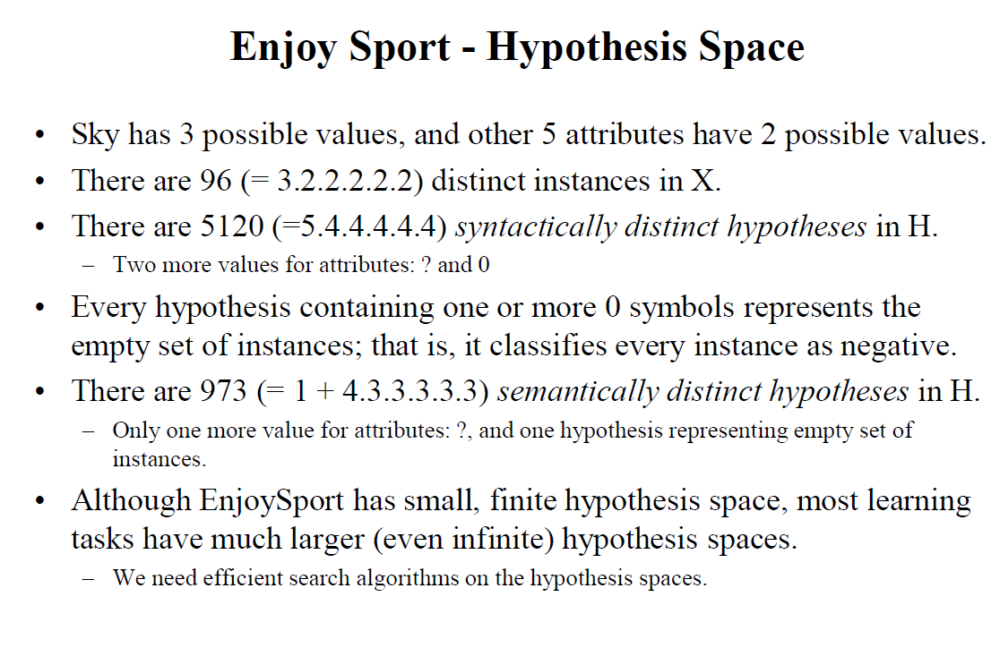 Enjoy Sport - Hypothesis Space
• Sky has 3 possible values, and other 5 attributes have 2 possible values.
• There are 96 (= 3.2.2.2.2.2) distinct instances in X.
• There are 5120 (=5.4.4.4.4.4) syntactically distinct hypotheses in H.
– Two more values for attributes: ? and 0
• Every hypothesis containing one or more 0 symbols represents the
empty set of instances; that is, it classifies every instance as negative.
• There are 973 (= 1 + 4.3.3.3.3.3) semantically distinct hypotheses in H.
– Only one more value for attributes: ?, and one hypothesis representing empty set of
instances.
• Although EnjoySport has small, finite hypothesis space, most learning
tasks have much larger (even infinite) hypothesis spaces.
– We need efficient search algorithms on the hypothesis spaces.